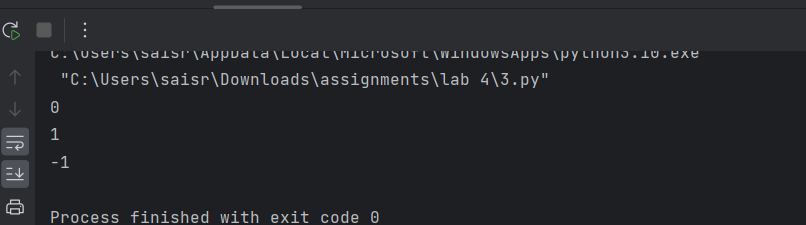 C:\Users\saisr\AppData\Local\Microsoft\WindowsApps\python3.10.exe
"C:\Users\saisr\Downloads\assignments\lab 4\3.py"
0
1
-1
Process finished with exit code 0